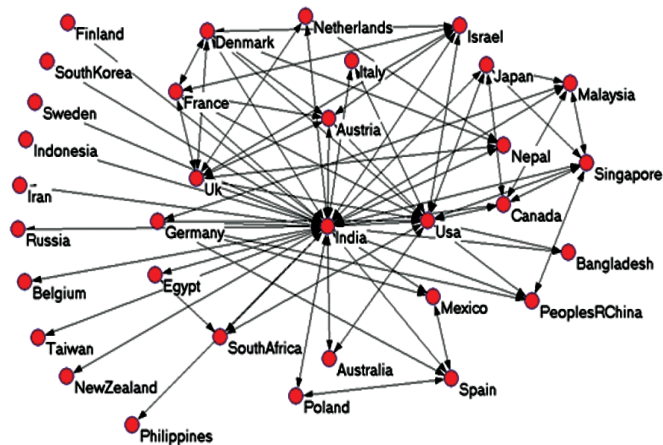 Finland
Netherlands
Denmark
Israel
SouthKorea
Italy
Japan
Malaysia
France
Sweden
Austria
Indonesia
Nepal
Singapore
Uk
Iran
Canada
Russia
Germany
India
Usa
Bangladesh
Belgium
Egypt
Mexico
PeoplesRChina
Taiwan
SouthAfrica
Australia
NewZealand
Spain
Poland
Philippines